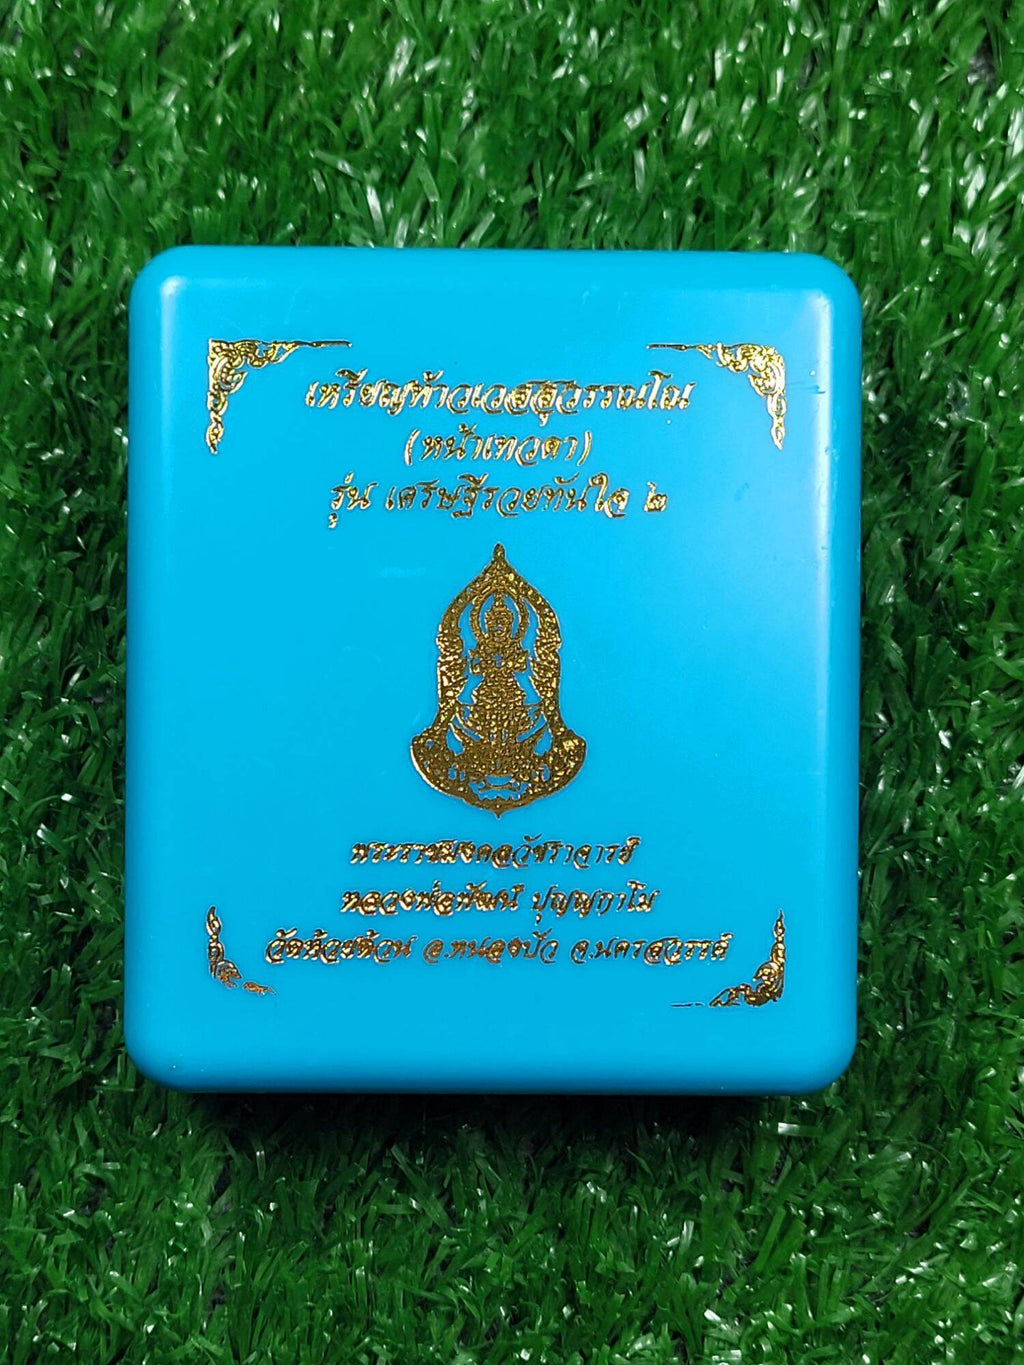 เหรียญท้าวเวสสุวรรณโณ
(หน้าเทวดา)
รุ่น เศรษฐีรวยทันใจ ๒
พระราชมงคลวัชราจารย์
หลวงพ่อพัฒน์ ปุญญกาโม
วัดห้วยด้วน อ.หนองบัว จ.นครสวรรค์